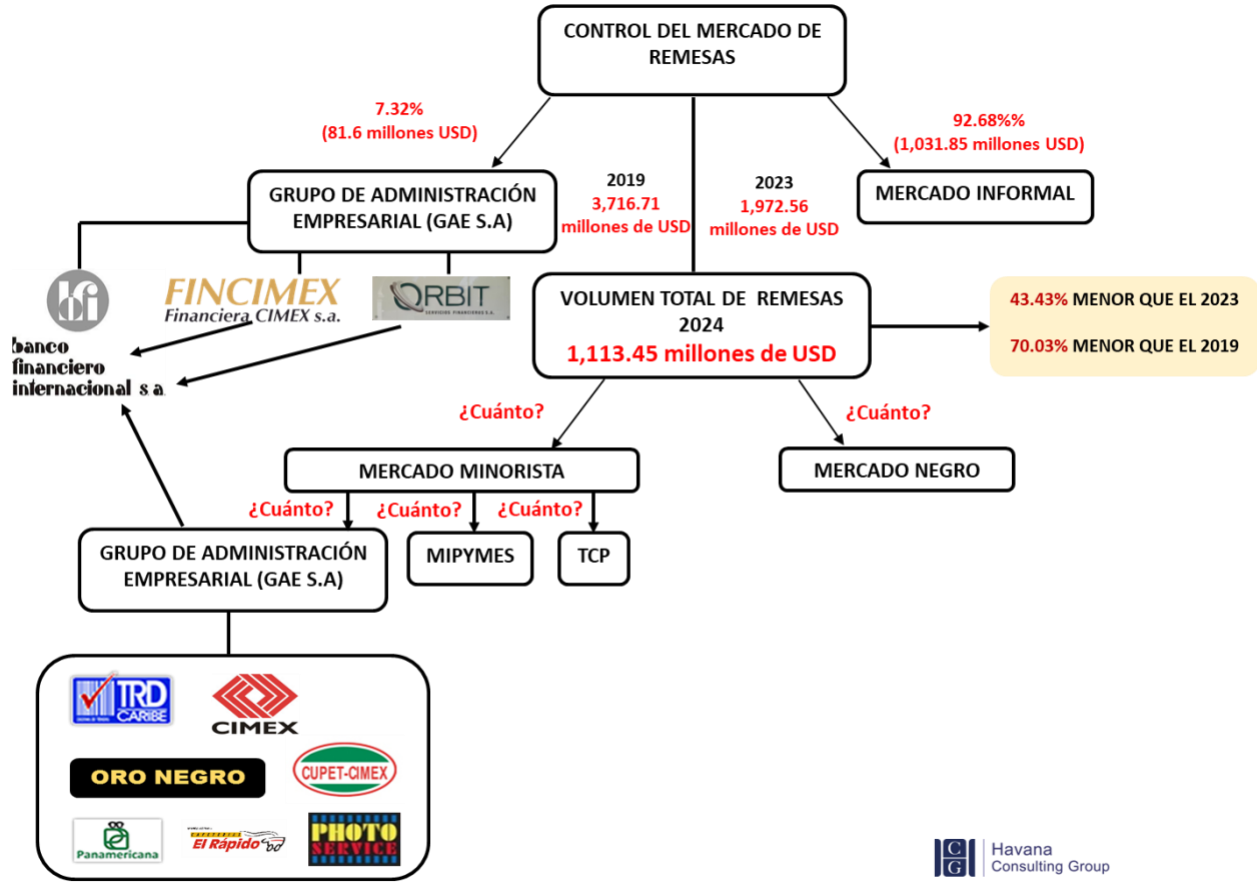 CONTROL DEL MERCADO DE
REMESAS
7.32%
(81.6 millones USD)
92.68%%
(1,031.85 millones USD)
GRUPO DE ADMINISTRACIÓN
EMPRESARIAL (GAE S.A)
2019
3,716.71
millones de USD
2023
1,972.56
millones de USD
MERCADO INFORMAL
bfi
banco
financiero
internacional s.a.
FINCIMEX
Financiera CIMEX s.a.
ORBIT
SERVICIOS FINANCIEROS S.A.
VOLUMEN TOTAL DE REMESAS
2024
1,113.45 millones de USD
43.43% MENOR QUE EL 2023
70.03% MENOR QUE EL 2019
¿Cuánto?
¿Cuánto?
MERCADO MINORISTA
MERCADO NEGRO
¿Cuánto?
¿Cuánto?
¿Cuánto?
GRUPO DE ADMINISTRACIÓN
EMPRESARIAL (GAE S.A)
MIPYMES
TCP
TRD
CARIBE
CIMEX
ORO NEGRO
CUPET-CIMEX
Panamericana
El Rápido
PHOTO
SERVICE
CG
Havana
Consulting Group